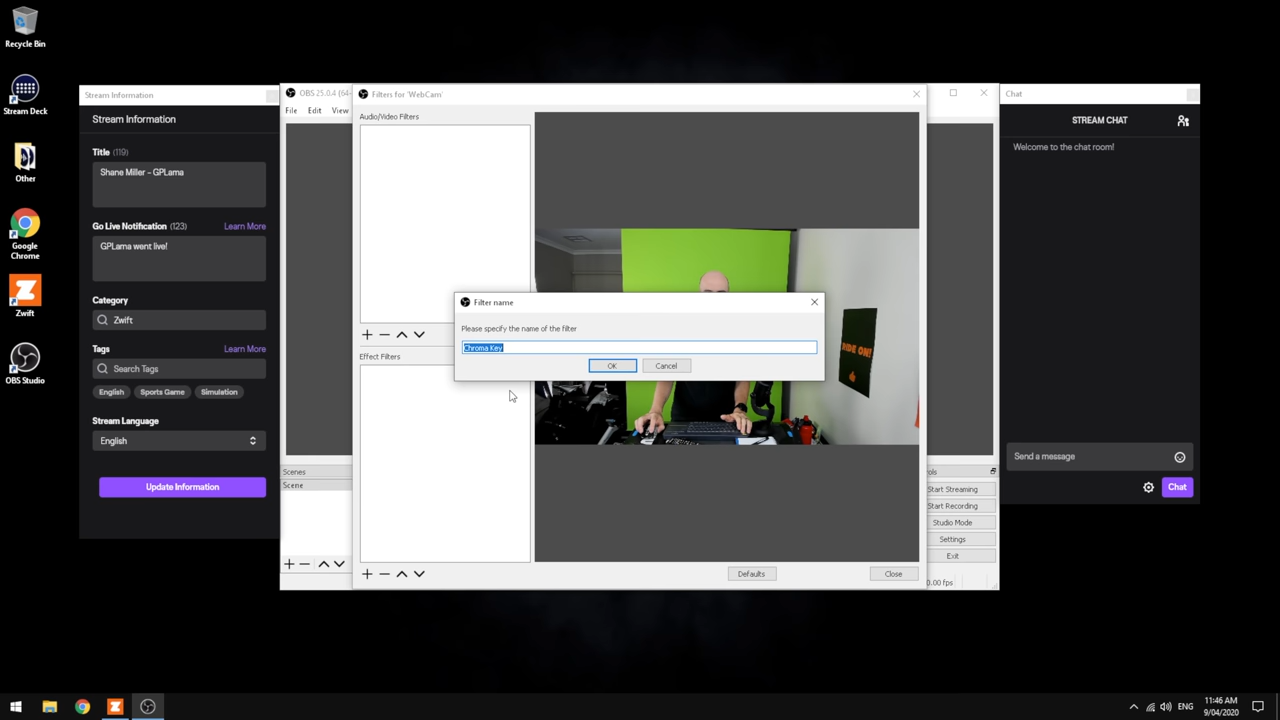 Recycle Bin
Stream Deck
Other
Google
Chrome
Zwift
OBS Studio
Stream Information
Stream Information
Title (119)
Shane Miller - GPLama
Go Live Notification (123)
Learn More
GPLama went live!
Category
Zwift
Tags
Learn More
Search Tags
English
Sports Game
Simulation
Stream Language
English
Update Information
OBS 25.0.4 (64-
File Edit View
Scenes
Scene
Filters for 'WebCam'
Audio/Video Filters
Effect Filters
Defaults
Close
RIDE ON!
Filter name
Please specify the name of the filter
Chroma Key
OK
Cancel
rols
Start Streaming
Start Recording
Studio Mode
Settings
Exit
0.00 fps
Chat
STREAM CHAT
Welcome to the chat room!
Send a message
Chat
ENG
11:46 AM
9/04/2020